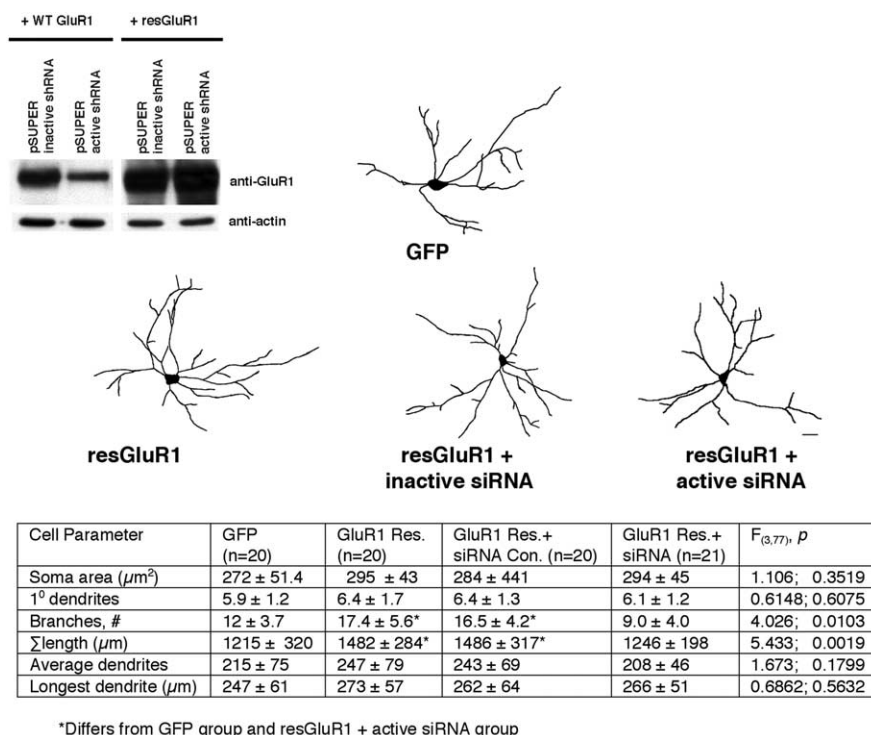 + WT GluR1 + resGluR1
pSUPER inactive shRNA
pSUPER active shRNA
pSUPER inactive shRNA
pSUPER active shRNA
anti-GluR1
anti-actin
GFP
resGluR1
resGluR1 +
inactive siRNA
resGluR1 +
active siRNA
Cell Parameter GFP (n=20) GluR1 Res. (n=20) GluR1 Res.+ siRNA Con. (n=20) GluR1 Res.+ siRNA (n=21) F(3,77), p
Soma area (µm²) 272 ± 51.4 295 ± 43 284 ± 441 294 ± 45 1.106; 0.3519
1⁰ dendrites 5.9 ± 1.2 6.4 ± 1.7 6.4 ± 1.3 6.1 ± 1.2 0.6148; 0.6075
Branches, # 12 ± 3.7 17.4 ± 5.6* 16.5 ± 4.2* 9.0 ± 4.0 4.026; 0.0103
∑length (µm) 1215 ± 320 1482 ± 284* 1486 ± 317* 1246 ± 198 5.433; 0.0019
Average dendrites 215 ± 75 247 ± 79 243 ± 69 208 ± 46 1.673; 0.1799
Longest dendrite (µm) 247 ± 61 273 ± 57 262 ± 64 266 ± 51 0.6862; 0.5632
*Differs from GFP group and resGluR1 + active siRNA group